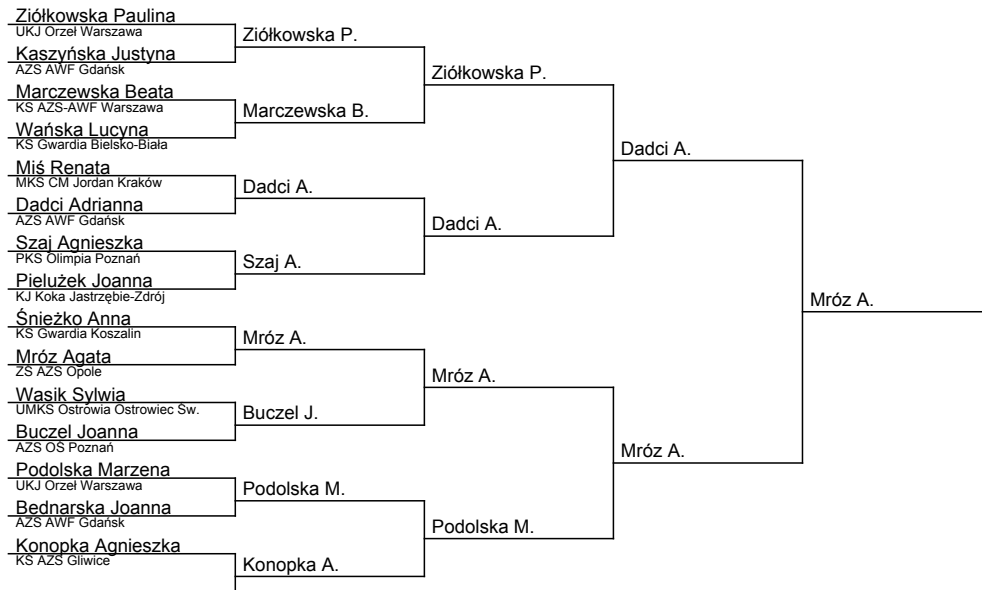 Ziółkowska Paulina
UKJ Orzeł Warszawa
Kaszyńska Justyna
AZS AWF Gdańsk
Marczewska Beata
KS AZS-AWF Warszawa
Wańska Lucyna
KS Gwardia Bielsko-Biała
Miś Renata
MKS CM Jordan Kraków
Dadci Adrianna
AZS AWF Gdańsk
Szaj Agnieszka
PKS Olimpia Poznań
Pielużek Joanna
KJ Koka Jastrzębie-Zdrój
Śnieżko Anna
KS Gwardia Koszalin
Mróz Agata
ZS AZS Opole
Wasik Sylwia
UMKS Ostrowia Ostrowiec Św.
Buczel Joanna
AZS OŚ Poznań
Podolska Marzena
UKJ Orzeł Warszawa
Bednarska Joanna
AZS AWF Gdańsk
Konopka Agnieszka
KS AZS Gliwice
Ziółkowska P.
Marczewska B.
Dadci A.
Szaj A.
Mróz A.
Buczel J.
Podolska M.
Konopka A.
Ziółkowska P.
Dadci A.
Mróz A.
Podolska M.
Dadci A.
Mróz A.
Mróz A.